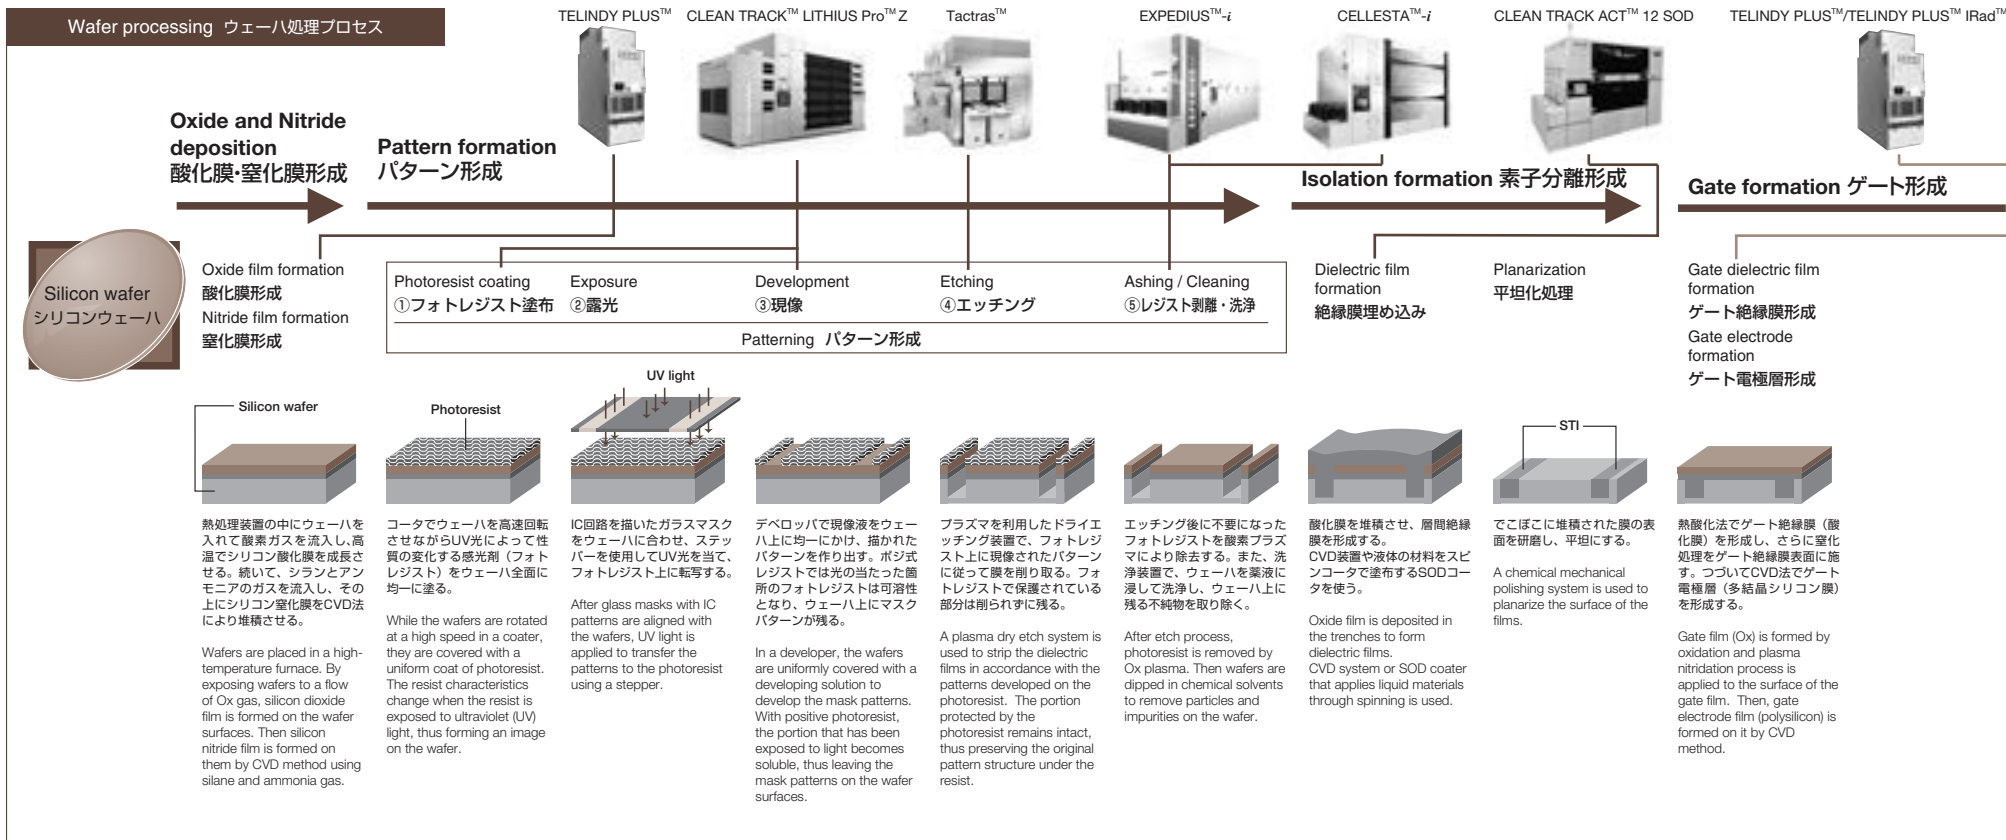 Wafer processing ウェーハ処理プロセス
TELINDY PLUS™
CLEAN TRACK™ LITHIUS Pro™ Z
Tactras™
EXPEDIUS™-i
CELLESTA™-i
CLEAN TRACK ACT™ 12 SOD
TELINDY PLUS™/TELINDY PLUS™ IRad™
Oxide and Nitride
deposition
酸化膜・窒化膜形成
Pattern formation
パターン形成
Isolation formation 素子分離形成
Gate formation ゲート形成
Silicon wafer
シリコンウェーハ
Oxide film formation
酸化膜形成
Nitride film formation
窒化膜形成
Photoresist coating
①フォトレジスト塗布
Exposure
②露光
Development
③現像
Etching
④エッチング
Ashing / Cleaning
⑤レジスト剥離・洗浄
Patterning パターン形成
Dielectric film
formation
絶縁膜埋め込み
Planarization
平坦化処理
Gate dielectric film
formation
ゲート絶縁膜形成
Gate electrode
formation
ゲート電極層形成
Silicon wafer
Photoresist
UV light
STI
熱処理装置の中にウェーハを
入れて酸素ガスを流入し、高
温でシリコン酸化膜を成長さ
せる。続いて、シランとアン
モニアのガスを流入し、その
上にシリコン窒化膜をCVD法
により堆積させる。
Wafers are placed in a high-
temperature furnace. By
exposing wafers to a flow
of Ox gas, silicon dioxide
film is formed on the wafer
surfaces. Then silicon
nitride film is formed on
them by CVD method using
silane and ammonia gas.
コータでウェーハを高速回転
させながらUV光によって性
質の変化する感光剤（フォト
レジスト）をウェーハ全面に
均一に塗る。
While the wafers are rotated
at a high speed in a coater,
they are covered with a
uniform coat of photoresist.
The resist characteristics
change when the resist is
exposed to ultraviolet (UV)
light, thus forming an image
on the wafer.
IC回路を描いたガラスマスク
をウェーハに合わせ、ステッ
パーを使用してUV光を当て、
フォトレジスト上に転写する。
After glass masks with IC
patterns are aligned with
the wafers, UV light is
applied to transfer the
patterns to the photoresist
using a stepper.
デベロッパで現像液をウェー
ハ上に均一にかけ、描かれた
パターンを作り出す。ポジ式
レジストでは光の当たった箇
所のフォトレジストは可溶性
となり、ウェーハ上にマスク
パターンが残る。
In a developer, the wafers
are uniformly covered with a
developing solution to
develop the mask patterns.
With positive photoresist,
the portion that has been
exposed to light becomes
soluble, thus leaving the
mask patterns on the wafer
surfaces.
プラズマを利用したドライエ
ッチング装置で、フォトレジ
スト上に現像されたパターン
に従って膜を削り取る。フォ
トレジストで保護されている
部分は削られずに残る。
A plasma dry etch system is
used to strip the dielectric
films in accordance with the
patterns developed on the
photoresist. The portion
protected by the
photoresist remains intact,
thus preserving the original
pattern structure under the
resist.
エッチング後に不要になった
フォトレジストを酸素プラズ
マにより除去する。また、洗
浄装置で、ウェーハを薬液に
浸して洗浄し、ウェーハ上に
残る不純物を取り除く。
After etch process,
photoresist is removed by
Ox plasma. Then wafers are
dipped in chemical solvents
to remove particles and
impurities on the wafer.
酸化膜を堆積させ、層間絶縁
膜を形成する。
CVD装置や液体の材料をスピ
ンコータで塗布するSODコー
タを使う。
Oxide film is deposited in
the trenches to form
dielectric films.
CVD system or SOD coater
that applies liquid materials
through spinning is used.
でこぼこに堆積された膜の表
面を研磨し、平坦にする。
A chemical mechanical
polishing system is used to
planarize the surface of the
films.
熱酸化法でゲート絶縁膜（酸
化膜）を形成し、さらに窒化
処理をゲート絶縁膜表面に施
す。つづいてCVD法でゲート
電極層（多結晶シリコン膜）
を形成する。
Gate film (Ox) is formed by
oxidation and plasma
nitridation process is
applied to the surface of the
gate film. Then, gate
electrode film (polysilicon) is
formed on it by CVD
method.